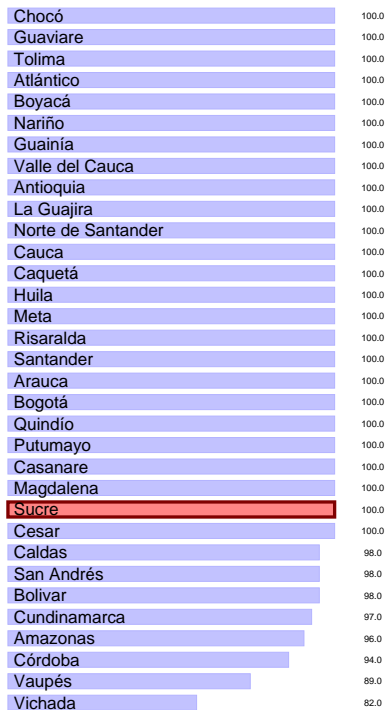 Chocó 100.0
Guaviare 100.0
Tolima 100.0
Atlántico 100.0
Boyacá 100.0
Nariño 100.0
Guainía 100.0
Valle del Cauca 100.0
Antioquia 100.0
La Guajira 100.0
Norte de Santander 100.0
Cauca 100.0
Caquetá 100.0
Huila 100.0
Meta 100.0
Risaralda 100.0
Santander 100.0
Arauca 100.0
Bogotá 100.0
Quindío 100.0
Putumayo 100.0
Casanare 100.0
Magdalena 100.0
Sucre 100.0
Cesar 100.0
Caldas 98.0
San Andrés 98.0
Bolivar 98.0
Cundinamarca 97.0
Amazonas 96.0
Córdoba 94.0
Vaupés 89.0
Vichada 82.0